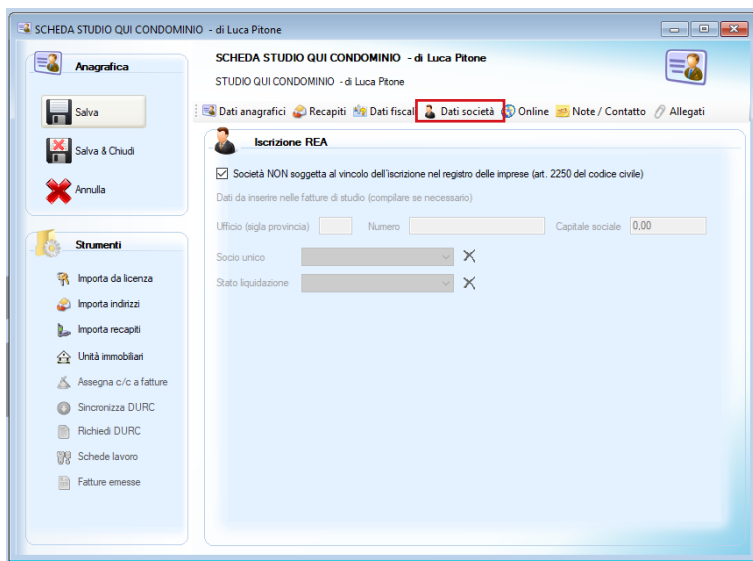 SCHEDA STUDIO QUI CONDOMINIO - di Luca Pitone
Anagrafica
Salva
Salva & Chiudi
Annulla
Strumenti
Importa da licenza
Importa indirizzi
Importa recapiti
Unità immobiliari
Assegna c/c a fatture
Sincronizza DURC
Richiedi DURC
Schede lavoro
Fatture emesse
SCHEDA STUDIO QUI CONDOMINIO - di Luca Pitone
STUDIO QUI CONDOMINIO - di Luca Pitone
Dati anagrafici Recapiti Dati fiscal Dati società Online Note / Contatto Allegati
Iscrizione REA
Società NON soggetta al vincolo dell'iscrizione nel registro delle imprese (art. 2250 del codice civile)
Dati da inserire nelle fatture di studio (compilare se necessario)
Ufficio (sigla provincia) Numero Capitale sociale 0,00
Socio unico
Stato liquidazione